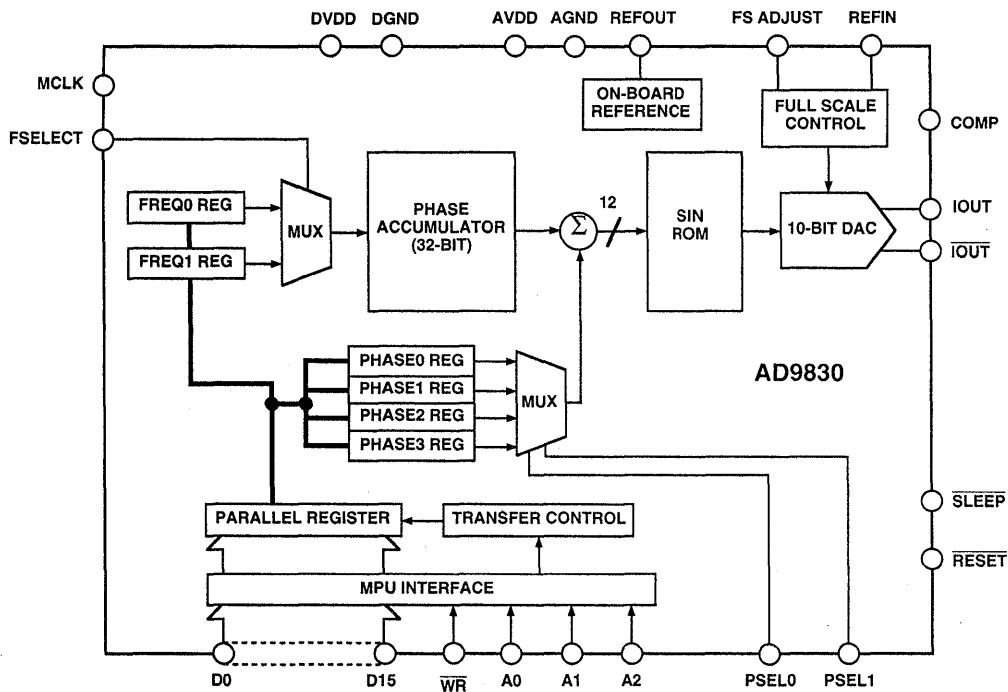 DVDD DGND AVDD AGND REFOUT FS ADJUST REFIN
MCLK
FSELECT
ON-BOARD
REFERENCE
FULL SCALE
CONTROL
COMP
FREQ0 REG
FREQ1 REG
MUX
PHASE
ACCUMULATOR
(32-BIT)
Σ
12
SIN
ROM
10-BIT DAC
IOUT
IOUT
PHASE0 REG
PHASE1 REG
PHASE2 REG
PHASE3 REG
MUX
AD9830
PARALLEL REGISTER
TRANSFER CONTROL
SLEEP
RESET
MPU INTERFACE
D0 D15 WR A0 A1 A2 PSEL0 PSEL1